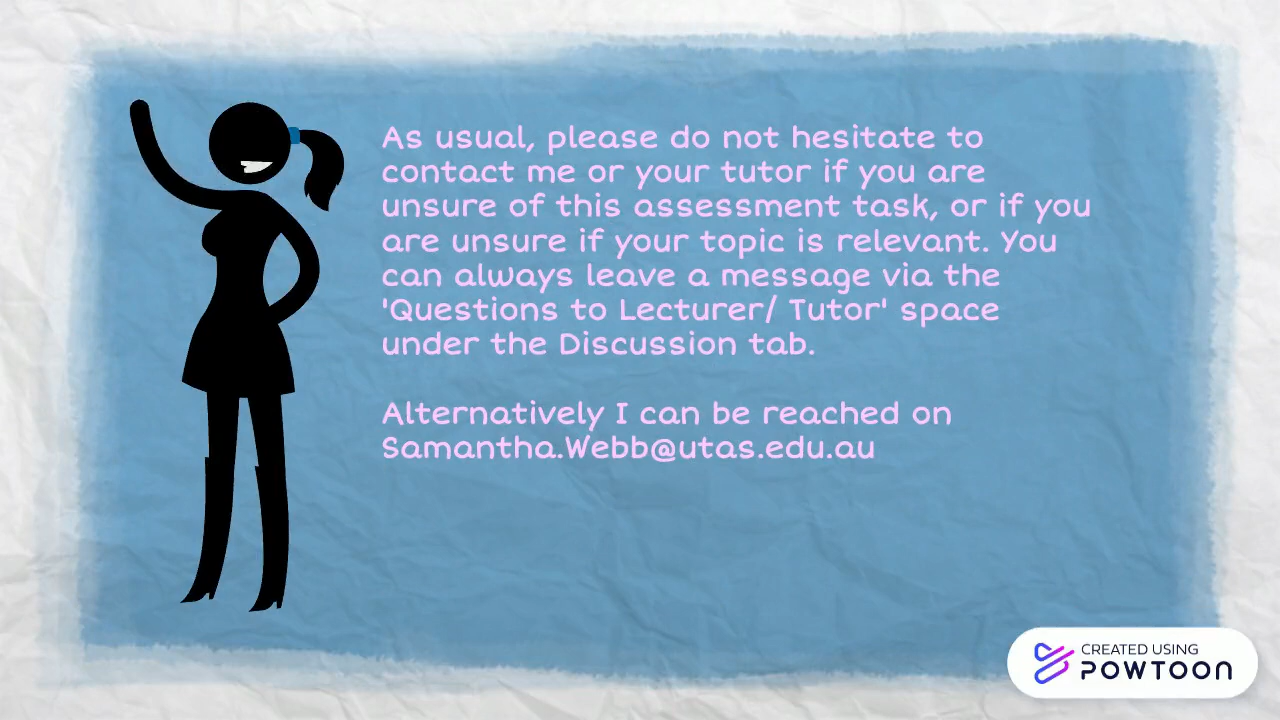 As usual, please do not hesitate to
contact me or your tutor if you are
unsure of this assessment task, or if you
are unsure if your topic is relevant. You
can always leave a message via the
'Questions to Lecturer/ Tutor' space
under the Discussion tab.
Alternatively I can be reached on
Samantha.Webb@utas.edu.au
CREATED USING
POWTOON